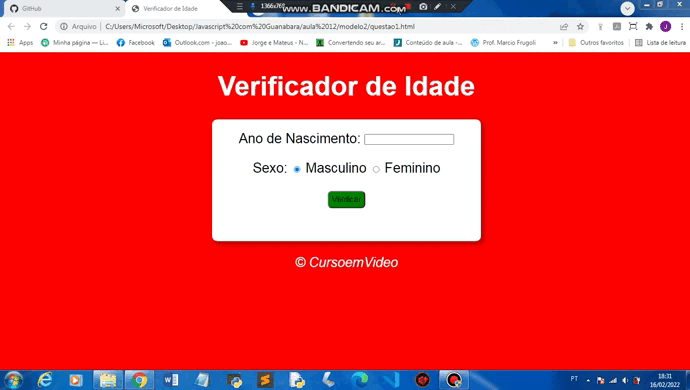 GitHub
Verificador de Idade
1366x768
WWW.BANDICAM.COM
Arquivo | C:/Users/Microsoft/Desktop/Javascript%20com%20Guanabara/aula%2012/modelo2/questao1.html
Apps
Minha página — Li...
Facebook
Outlook.com - joao...
Jorge e Mateus - N...
Convertendo seu ar...
Conteúdo de aula -...
Prof. Marcio Frugoli
»
Outros favoritos
Lista de leitura
Verificador de Idade
Ano de Nascimento:
Sexo: Masculino Feminino
Verificar
© CursoemVideo
PT
18:31
16/02/2022